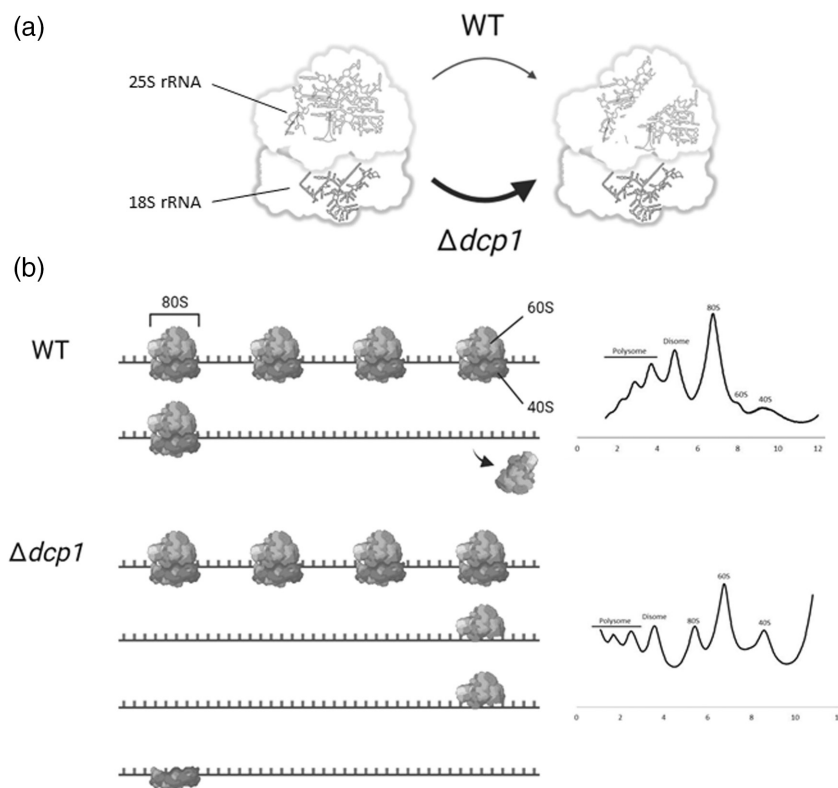 (a)
WT
25S rRNA
18S rRNA
Δdcp1
(b)
80S
WT
60S
40S
80S
Disome
Polysome
60S
40S
0 2 4 6 8 10 12
Δdcp1
60S
Polysome
Disome
80S
40S
0 2 4 6 8 10